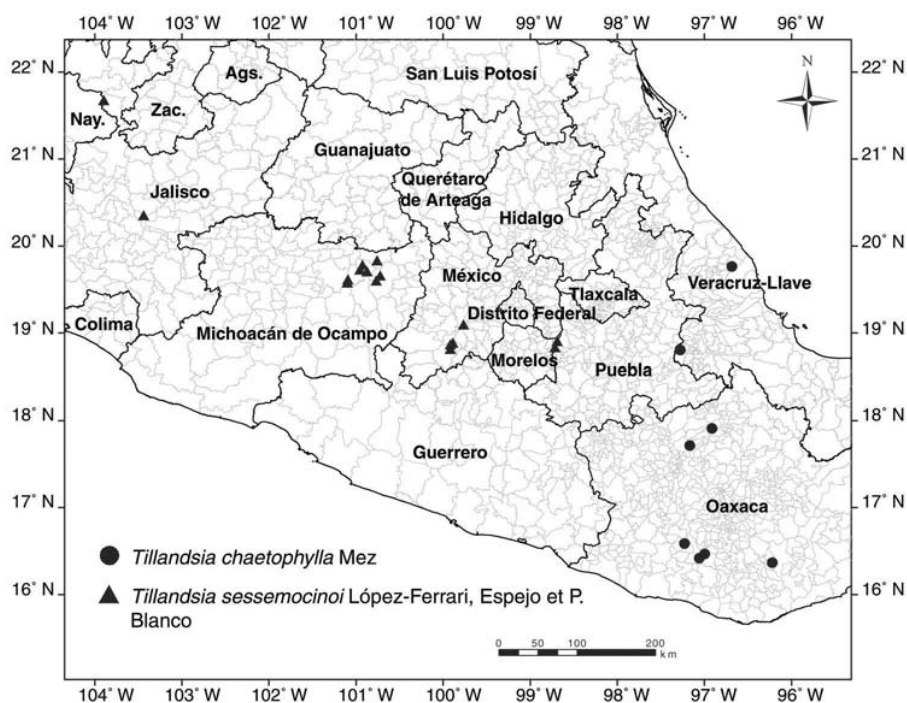 104° W 103° W 102° W 101° W 100° W 99° W 98° W 97° W 96° W
22° N
21° N
20° N
19° N
18° N
17° N
16° N
22° N
21° N
20° N
19° N
18° N
17° N
16° N
N
San Luis Potosí
Ags.
Zac.
Nay.
Guanajuato
Querétaro
de Arteaga
Jalisco
Hidalgo
México
Veracruz-Llave
Tlaxcala
Distrito Federal
Colima
Michoacán de Ocampo
Morelos
Puebla
Guerrero
Oaxaca
Tillandsia chaetophylla Mez
Tillandsia sessemocinoi López-Ferrari, Espejo et P.
Blanco
0 50 100 200
km
104° W 103° W 102° W 101° W 100° W 99° W 98° W 97° W 96° W